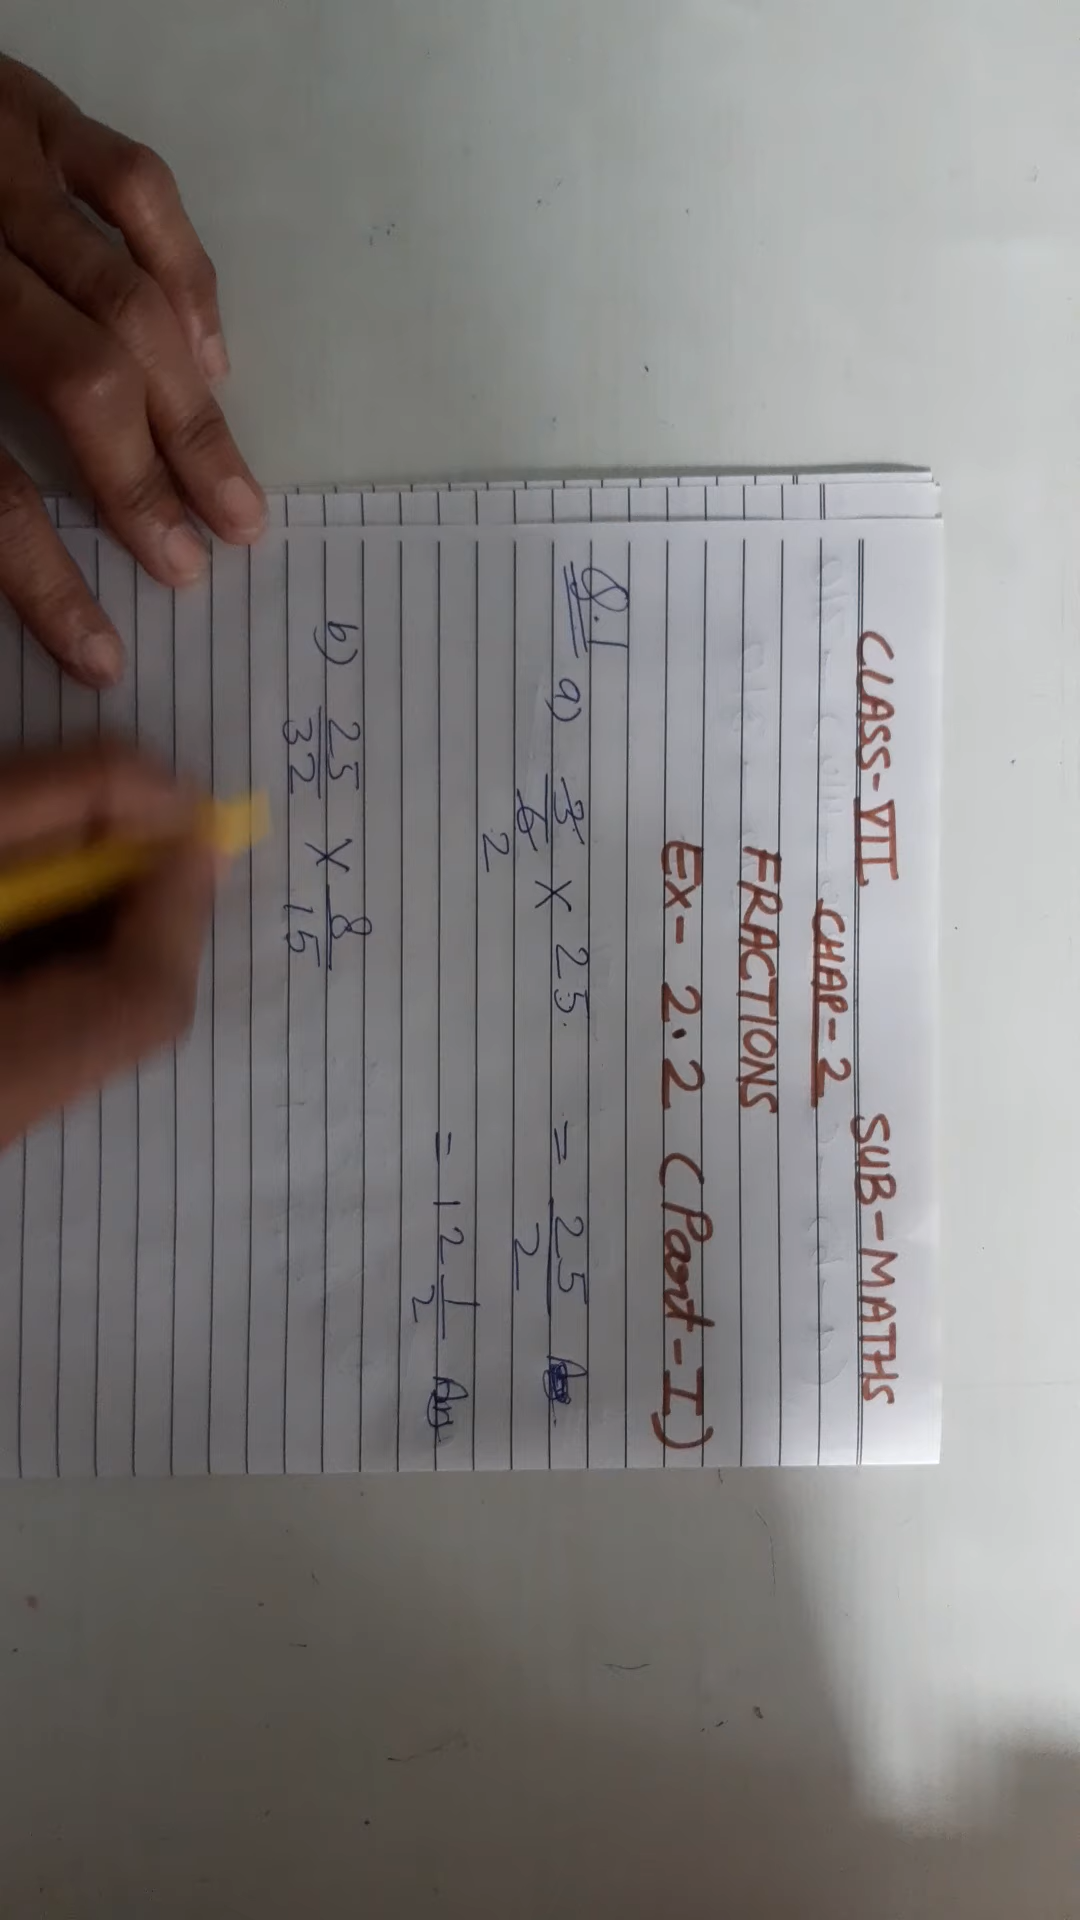 CLASS-VII SUB-MATHS
CHAP-2
FRACTIONS
EX- 2.2 (Part-I)
Q.1 a) 3/6 × 25 = 25/2
2
= 12 1/2 Ans.
b) 25/32 × 8/15